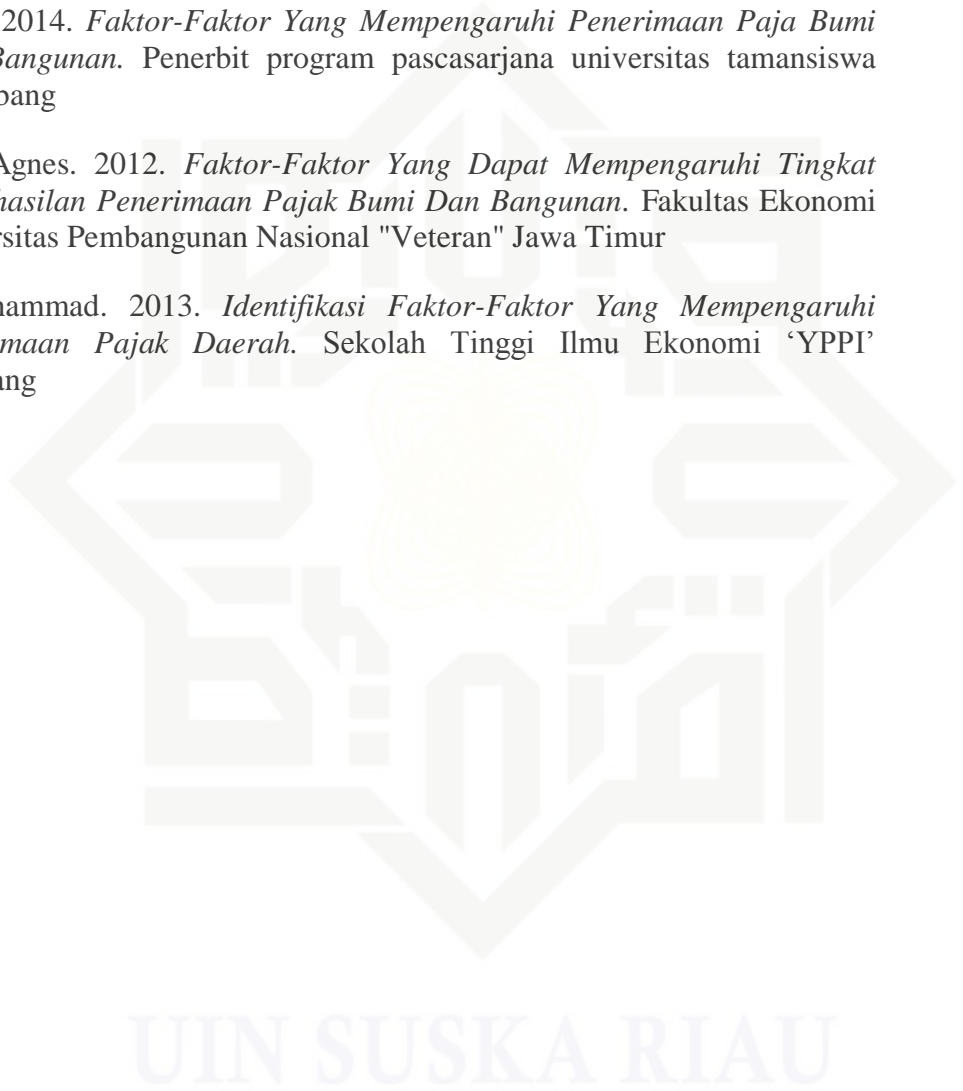 2014. Faktor-Faktor Yang Mempengaruhi Penerimaan Paja Bumi
Bangunan. Penerbit program pascasarjana universitas tamansiswa
bang
Agnes. 2012. Faktor-Faktor Yang Dapat Mempengaruhi Tingkat
hasilan Penerimaan Pajak Bumi Dan Bangunan. Fakultas Ekonomi
rsitas Pembangunan Nasional "Veteran" Jawa Timur
hammad. 2013. Identifikasi Faktor-Faktor Yang Mempengaruhi
maan Pajak Daerah. Sekolah Tinggi Ilmu Ekonomi ‘YPPI’
ang
UIN SUSKA RIAU